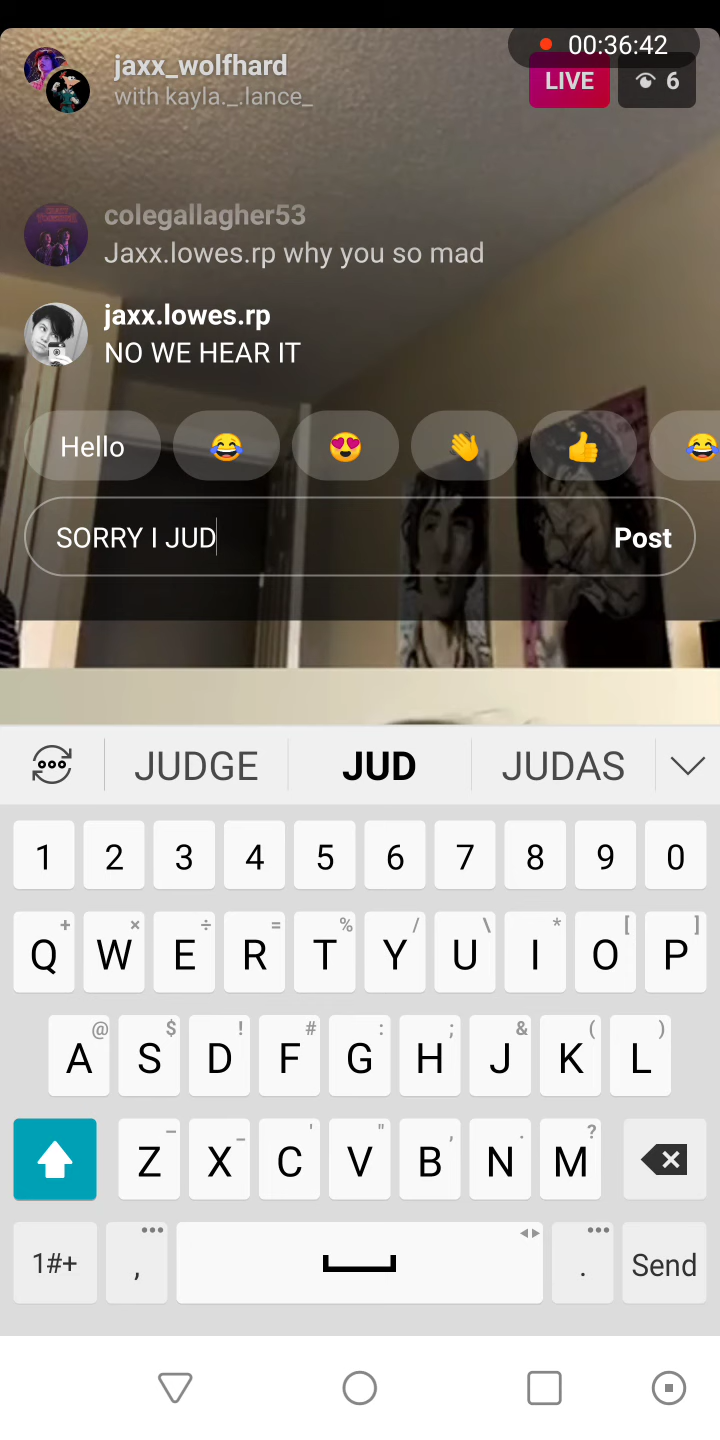 00:36:42
jaxx_wolfhard
with kayla._.lance_
LIVE
6
colegallagher53
Jaxx.lowes.rp why you so mad
jaxx.lowes.rp
NO WE HEAR IT
Hello
SORRY I JUD
Post
JUDGE JUD JUDAS
1 2 3 4 5 6 7 8 9 0
+ × ÷ = % / \ * [ ]
Q W E R T Y U I O P
@ $ ! # : ; & ( )
A S D F G H J K L
– _ ' " , . ?
Z X C V B N M
1#+ , . Send